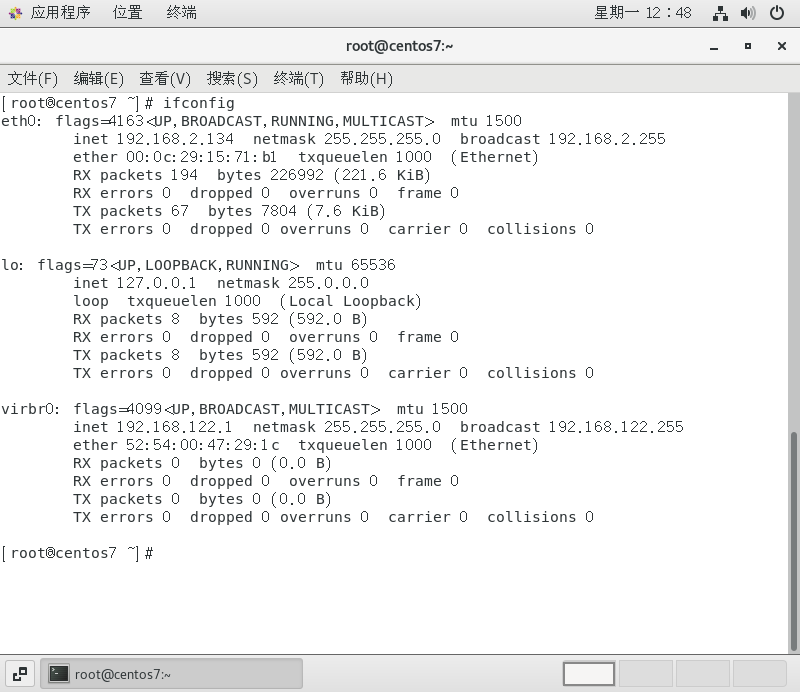 应用程序 位置 终端 星期一 12：48
root@centos7:~
文件(F) 编辑(E) 查看(V) 搜索(S) 终端(T) 帮助(H)
[root@centos7 ~]# ifconfig
eth0: flags=4163<UP,BROADCAST,RUNNING,MULTICAST>  mtu 1500
        inet 192.168.2.134  netmask 255.255.255.0  broadcast 192.168.2.255
        ether 00:0c:29:15:71:b1  txqueuelen 1000  (Ethernet)
        RX packets 194  bytes 226992 (221.6 KiB)
        RX errors 0  dropped 0  overruns 0  frame 0
        TX packets 67  bytes 7804 (7.6 KiB)
        TX errors 0  dropped 0 overruns 0  carrier 0  collisions 0
lo: flags=73<UP,LOOPBACK,RUNNING>  mtu 65536
        inet 127.0.0.1  netmask 255.0.0.0
        loop  txqueuelen 1000  (Local Loopback)
        RX packets 8  bytes 592 (592.0 B)
        RX errors 0  dropped 0  overruns 0  frame 0
        TX packets 8  bytes 592 (592.0 B)
        TX errors 0  dropped 0 overruns 0  carrier 0  collisions 0
virbr0: flags=4099<UP,BROADCAST,MULTICAST>  mtu 1500
        inet 192.168.122.1  netmask 255.255.255.0  broadcast 192.168.122.255
        ether 52:54:00:47:29:1c  txqueuelen 1000  (Ethernet)
        RX packets 0  bytes 0 (0.0 B)
        RX errors 0  dropped 0  overruns 0  frame 0
        TX packets 0  bytes 0 (0.0 B)
        TX errors 0  dropped 0 overruns 0  carrier 0  collisions 0
[root@centos7 ~]#
root@centos7:~